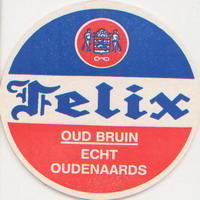 Felix
OUD BRUIN
ECHT
OUDENAARDS